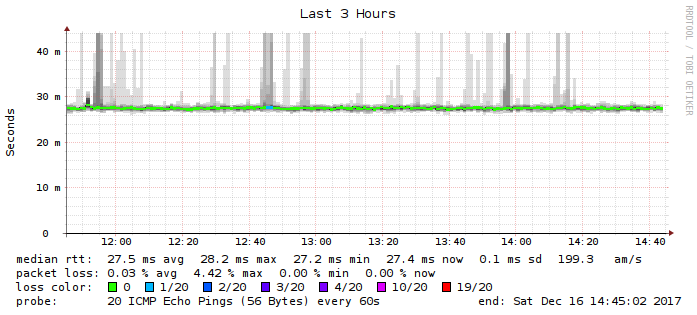 Last 3 Hours
RRDTOOL / TOBI OETIKER
Seconds
40 m
30 m
20 m
10 m
0
12:00 12:20 12:40 13:00 13:20 13:40 14:00 14:20 14:40
median rtt: 27.5 ms avg 28.2 ms max 27.2 ms min 27.4 ms now 0.1 ms sd 199.3 am/s
packet loss: 0.03 % avg 4.42 % max 0.00 % min 0.00 % now
loss color: 0 1/20 2/20 3/20 4/20 10/20 19/20
probe: 20 ICMP Echo Pings (56 Bytes) every 60s end: Sat Dec 16 14:45:02 2017